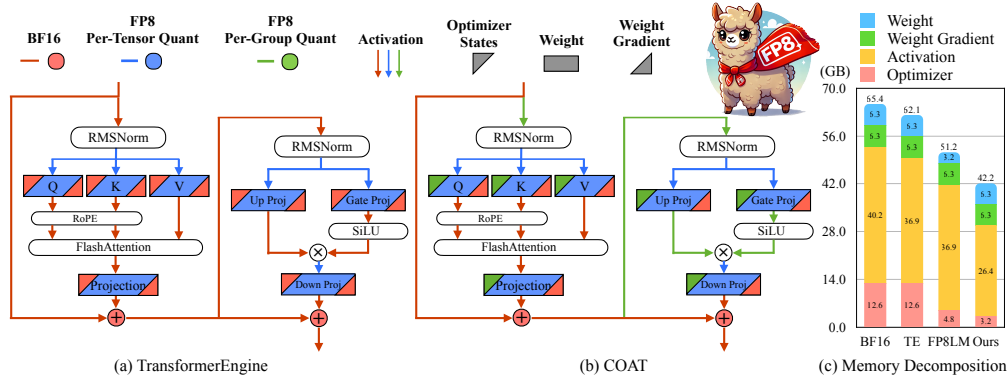 BF16
FP8
Per-Tensor Quant
FP8
Per-Group Quant
Activation
Optimizer
States
Weight
Weight
Gradient
FP8
RMSNorm
Q
K
V
RoPE
FlashAttention
Projection
RMSNorm
Up Proj
Gate Proj
SiLU
Down Proj
(a) TransformerEngine
RMSNorm
Q
K
V
RoPE
FlashAttention
Projection
RMSNorm
Up Proj
Gate Proj
SiLU
Down Proj
(b) COAT
Weight
Weight Gradient
Activation
Optimizer
(GB)
70.0
56.0
42.0
28.0
14.0
0.0
65.4
6.3
6.3
40.2
12.6
62.1
6.3
6.3
36.9
12.6
51.2
3.2
6.3
36.9
4.8
42.2
6.3
6.3
26.4
3.2
BF16 TE FP8LM Ours
(c) Memory Decomposition